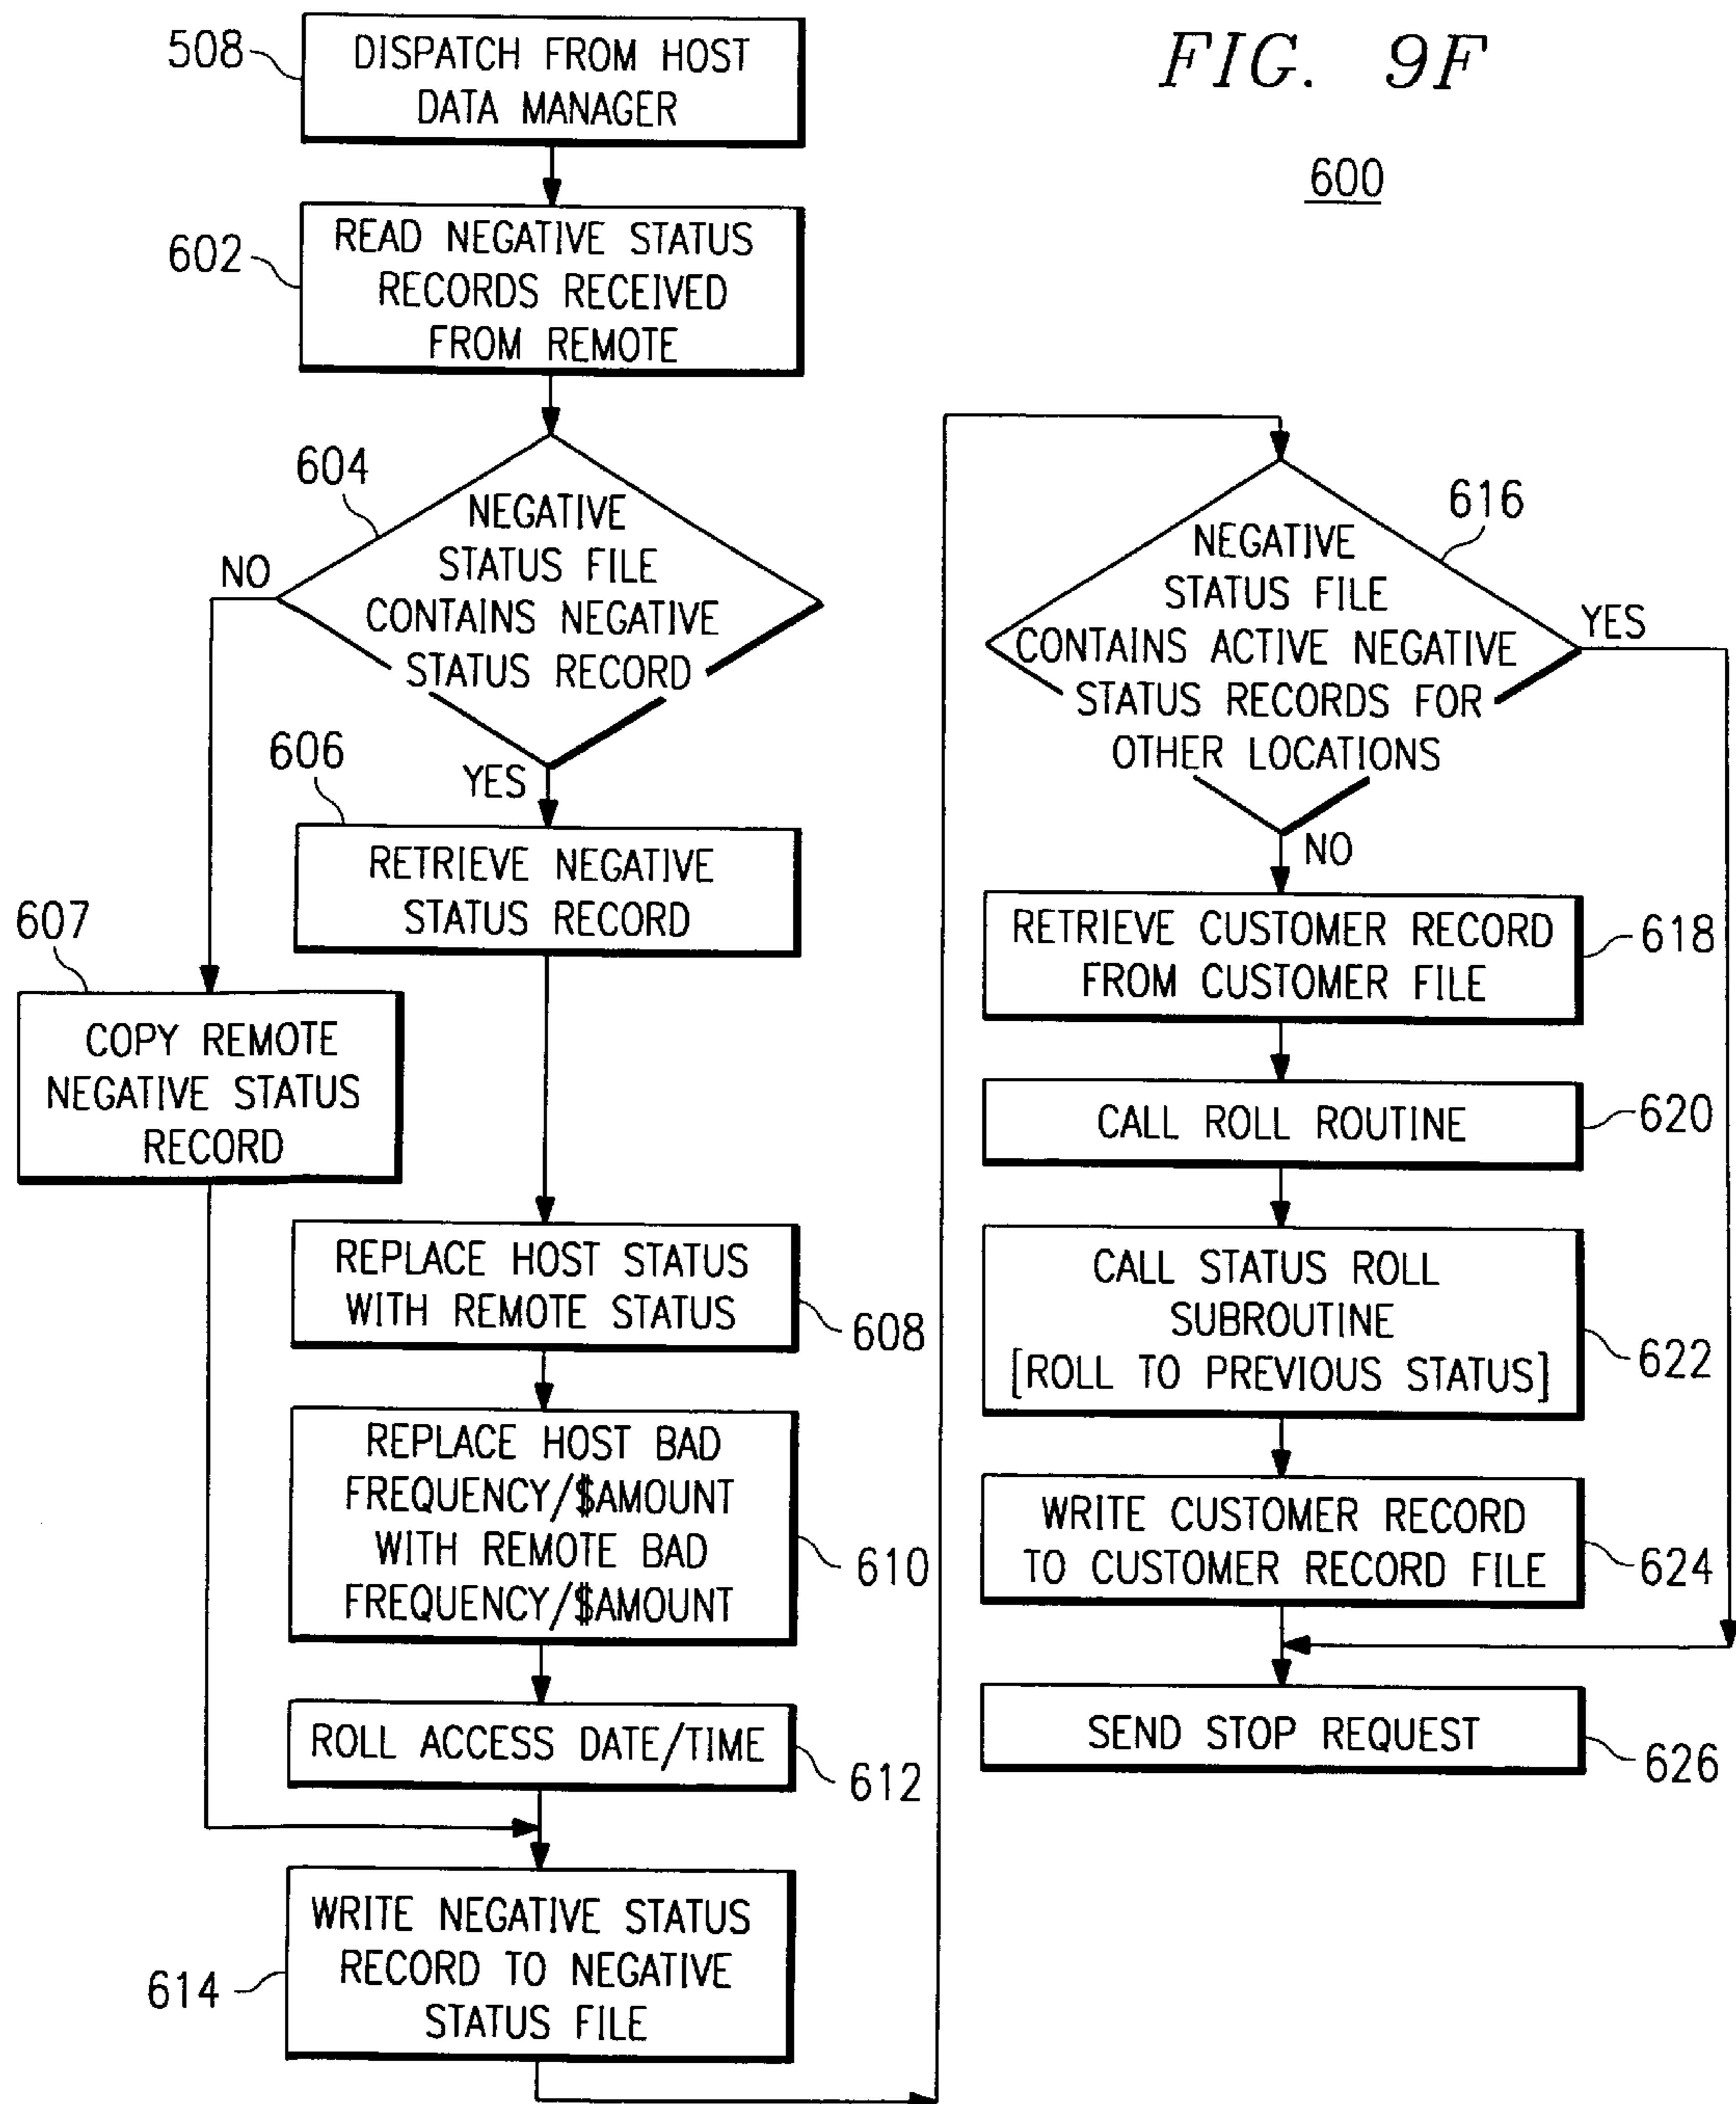 FIG. 9F
600
508
DISPATCH FROM HOST
DATA MANAGER
602
READ NEGATIVE STATUS
RECORDS RECEIVED
FROM REMOTE
604
NEGATIVE
STATUS FILE
CONTAINS NEGATIVE
STATUS RECORD
NO
YES
606
RETRIEVE NEGATIVE
STATUS RECORD
607
COPY REMOTE
NEGATIVE STATUS
RECORD
REPLACE HOST STATUS
WITH REMOTE STATUS
608
REPLACE HOST BAD
FREQUENCY/$AMOUNT
WITH REMOTE BAD
FREQUENCY/$AMOUNT
610
ROLL ACCESS DATE/TIME
612
WRITE NEGATIVE STATUS
RECORD TO NEGATIVE
STATUS FILE
614
616
NEGATIVE
STATUS FILE
CONTAINS ACTIVE NEGATIVE
STATUS RECORDS FOR
OTHER LOCATIONS
YES
NO
RETRIEVE CUSTOMER RECORD
FROM CUSTOMER FILE
618
CALL ROLL ROUTINE
620
CALL STATUS ROLL
SUBROUTINE
[ROLL TO PREVIOUS STATUS]
622
WRITE CUSTOMER RECORD
TO CUSTOMER RECORD FILE
624
SEND STOP REQUEST
626